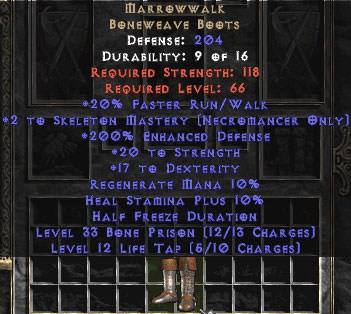 Marrowwalk
Boneweave Boots
Defense: 204
Durability: 9 of 16
Required Strength: 118
Required Level: 66
+20% Faster Run/Walk
+2 to Skeleton Mastery (Necromancer Only)
+200% Enhanced Defense
+20 to Strength
+17 to Dexterity
Regenerate Mana 10%
Heal Stamina Plus 10%
Half Freeze Duration
Level 33 Bone Prison (12/13 Charges)
Level 12 Life Tap (5/10 Charges)